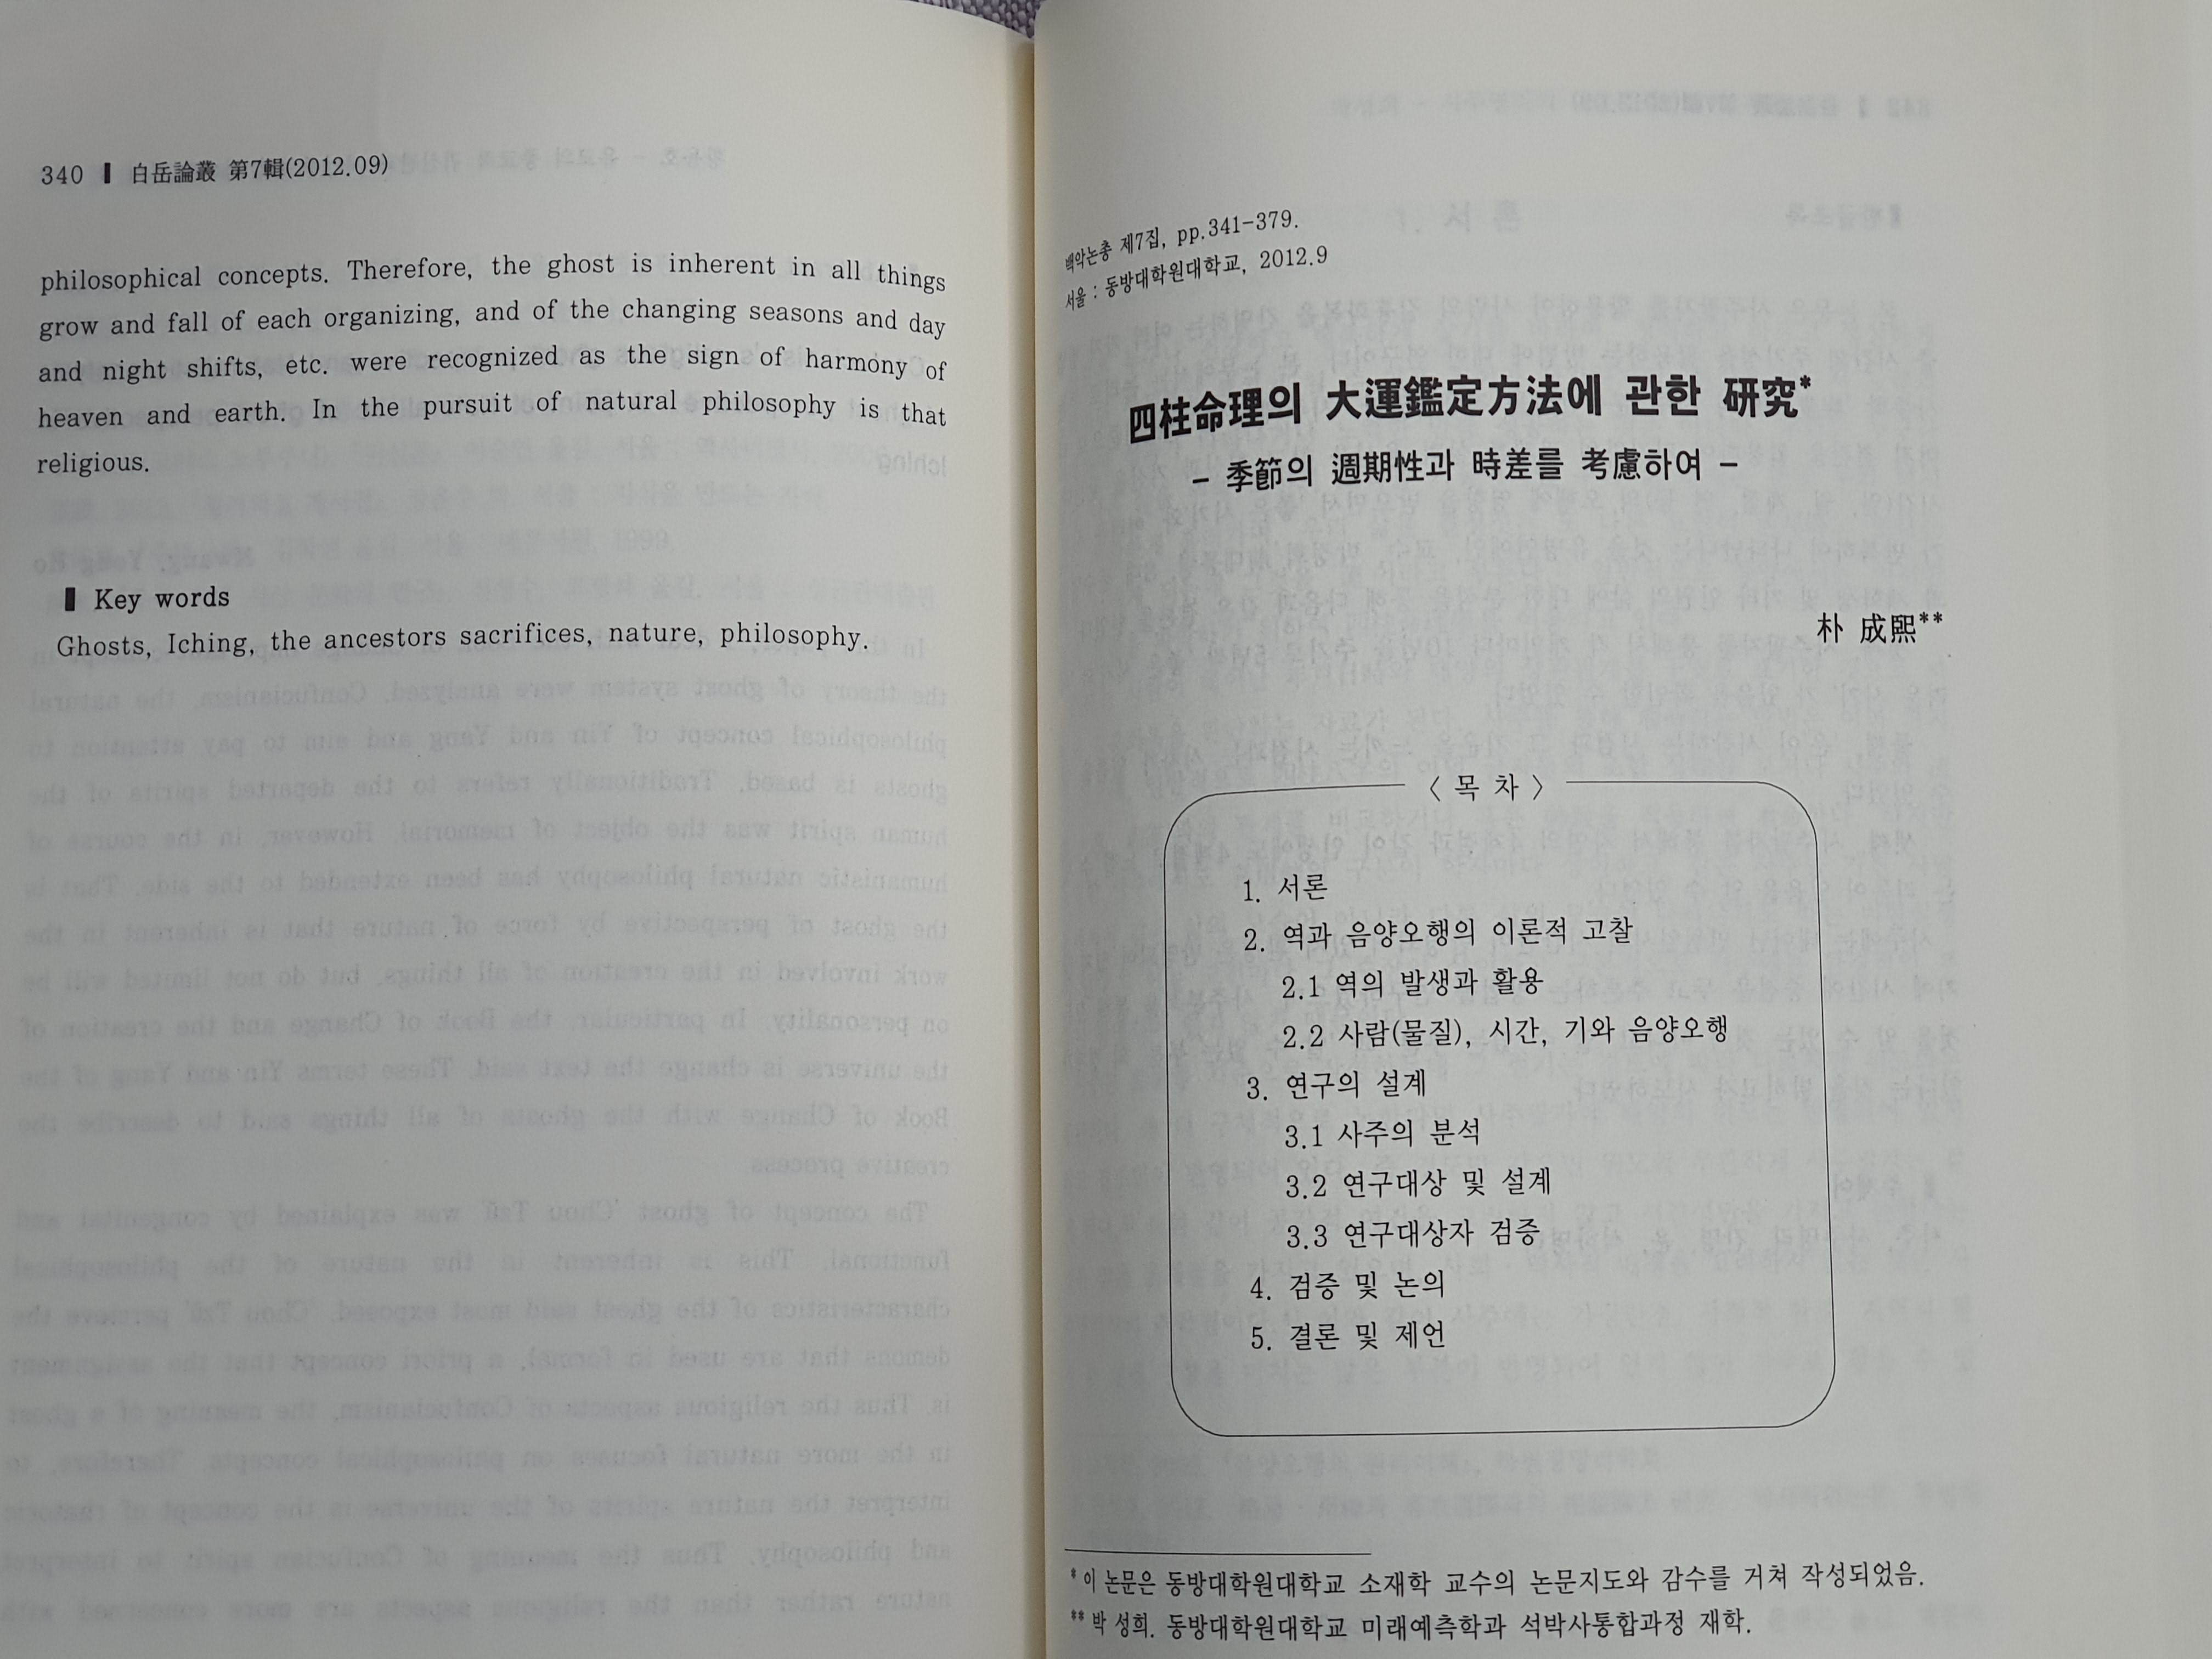 340 ▌ 白岳論叢 第7輯(2012.09)
philosophical concepts. Therefore, the ghost is inherent in all things
grow and fall of each organizing, and of the changing seasons and day
and night shifts, etc. were recognized as the sign of harmony of
heaven and earth. In the pursuit of natural philosophy is that
religious.
▌ Key words
Ghosts, Iching, the ancestors sacrifices, nature, philosophy.
백악논총 제7집, pp.341-379.
서울 : 동방대학원대학교, 2012.9
四柱命理의 大運鑑定方法에 관한 研究*
- 季節의 週期性과 時差를 考慮하여 -
朴 成熙**
〈 목 차 〉
1. 서론
2. 역과 음양오행의 이론적 고찰
2.1 역의 발생과 활용
2.2 사람(물질), 시간, 기와 음양오행
3. 연구의 설계
3.1 사주의 분석
3.2 연구대상 및 설계
3.3 연구대상자 검증
4. 검증 및 논의
5. 결론 및 제언
* 이 논문은 동방대학원대학교 소재학 교수의 논문지도와 감수를 거쳐 작성되었음.
** 박 성희. 동방대학원대학교 미래예측학과 석박사통합과정 재학.